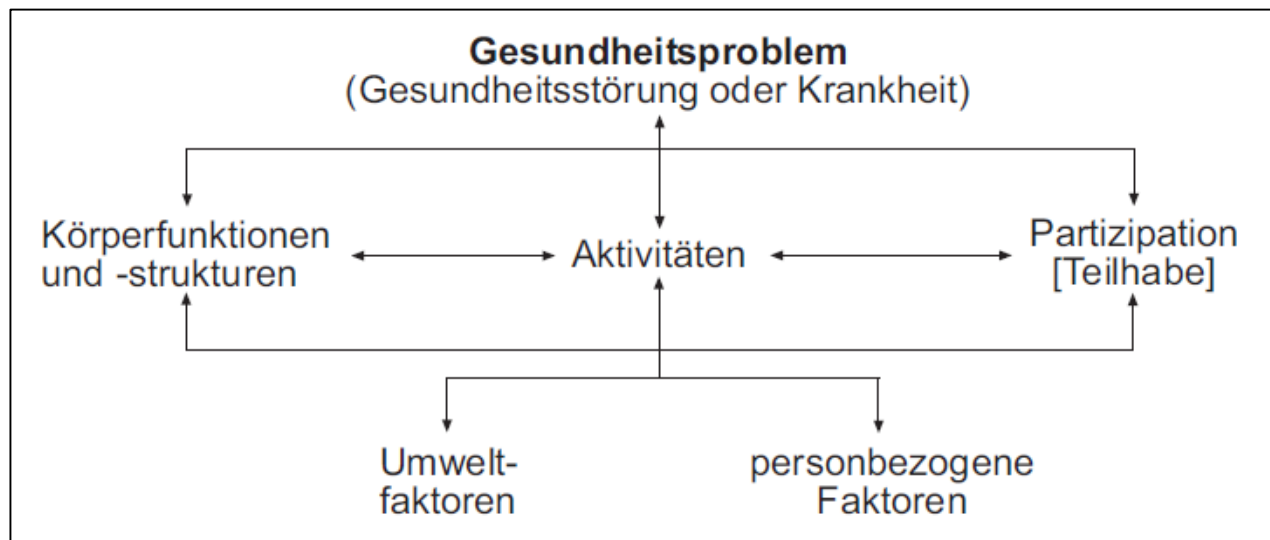 Gesundheitsproblem
(Gesundheitsstörung oder Krankheit)
Körperfunktionen
und -strukturen
Aktivitäten
Partizipation
[Teilhabe]
Umwelt-
faktoren
personbezogene
Faktoren